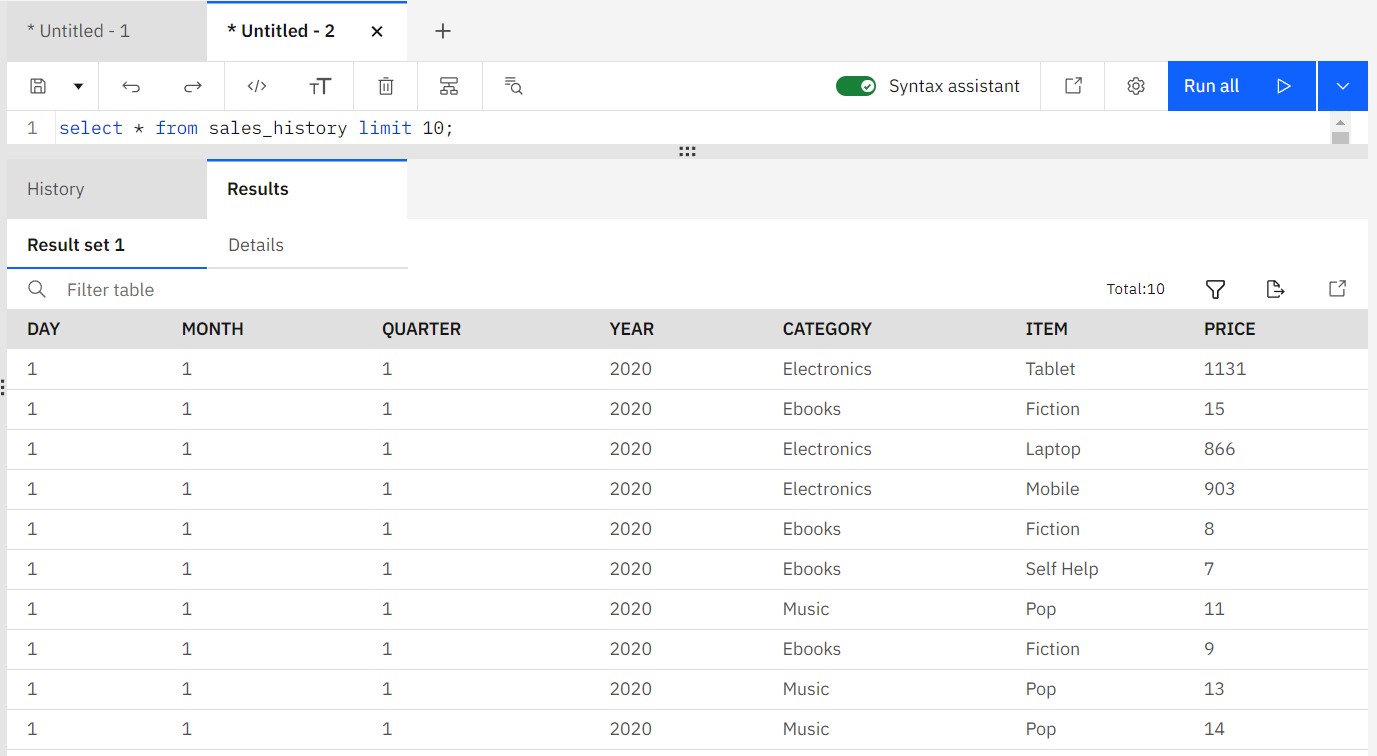 * Untitled - 1 * Untitled - 2 × +
</> TT Syntax assistant Run all
1 select * from sales_history limit 10;
History Results
Result set 1 Details
Filter table Total:10
DAY MONTH QUARTER YEAR CATEGORY ITEM PRICE
1 1 1 2020 Electronics Tablet 1131
1 1 1 2020 Ebooks Fiction 15
1 1 1 2020 Electronics Laptop 866
1 1 1 2020 Electronics Mobile 903
1 1 1 2020 Ebooks Fiction 8
1 1 1 2020 Ebooks Self Help 7
1 1 1 2020 Music Pop 11
1 1 1 2020 Ebooks Fiction 9
1 1 1 2020 Music Pop 13
1 1 1 2020 Music Pop 14